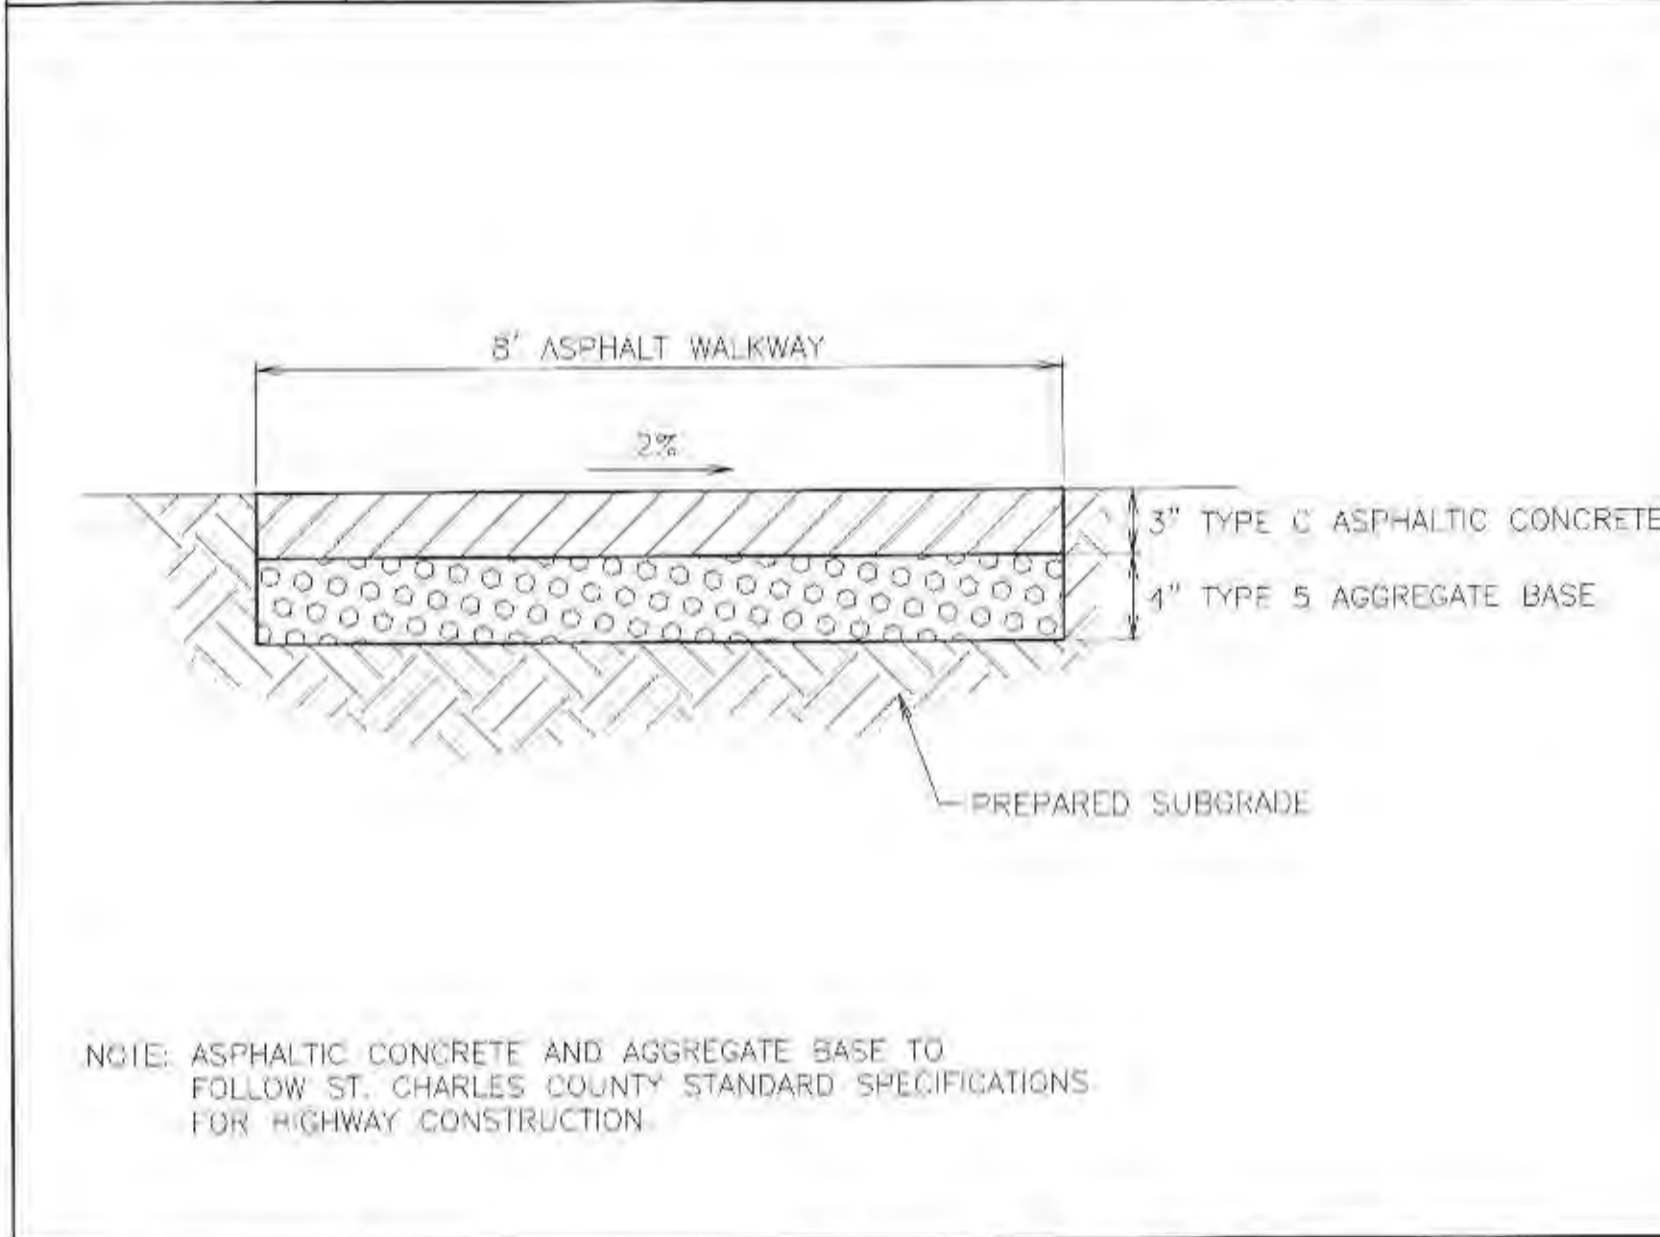 8' ASPHALT WALKWAY
2%
3" TYPE C ASPHALTIC CONCRETE
4" TYPE 5 AGGREGATE BASE
PREPARED SUBGRADE
NOTE: ASPHALTIC CONCRETE AND AGGREGATE BASE TO
FOLLOW ST. CHARLES COUNTY STANDARD SPECIFICATIONS
FOR HIGHWAY CONSTRUCTION.